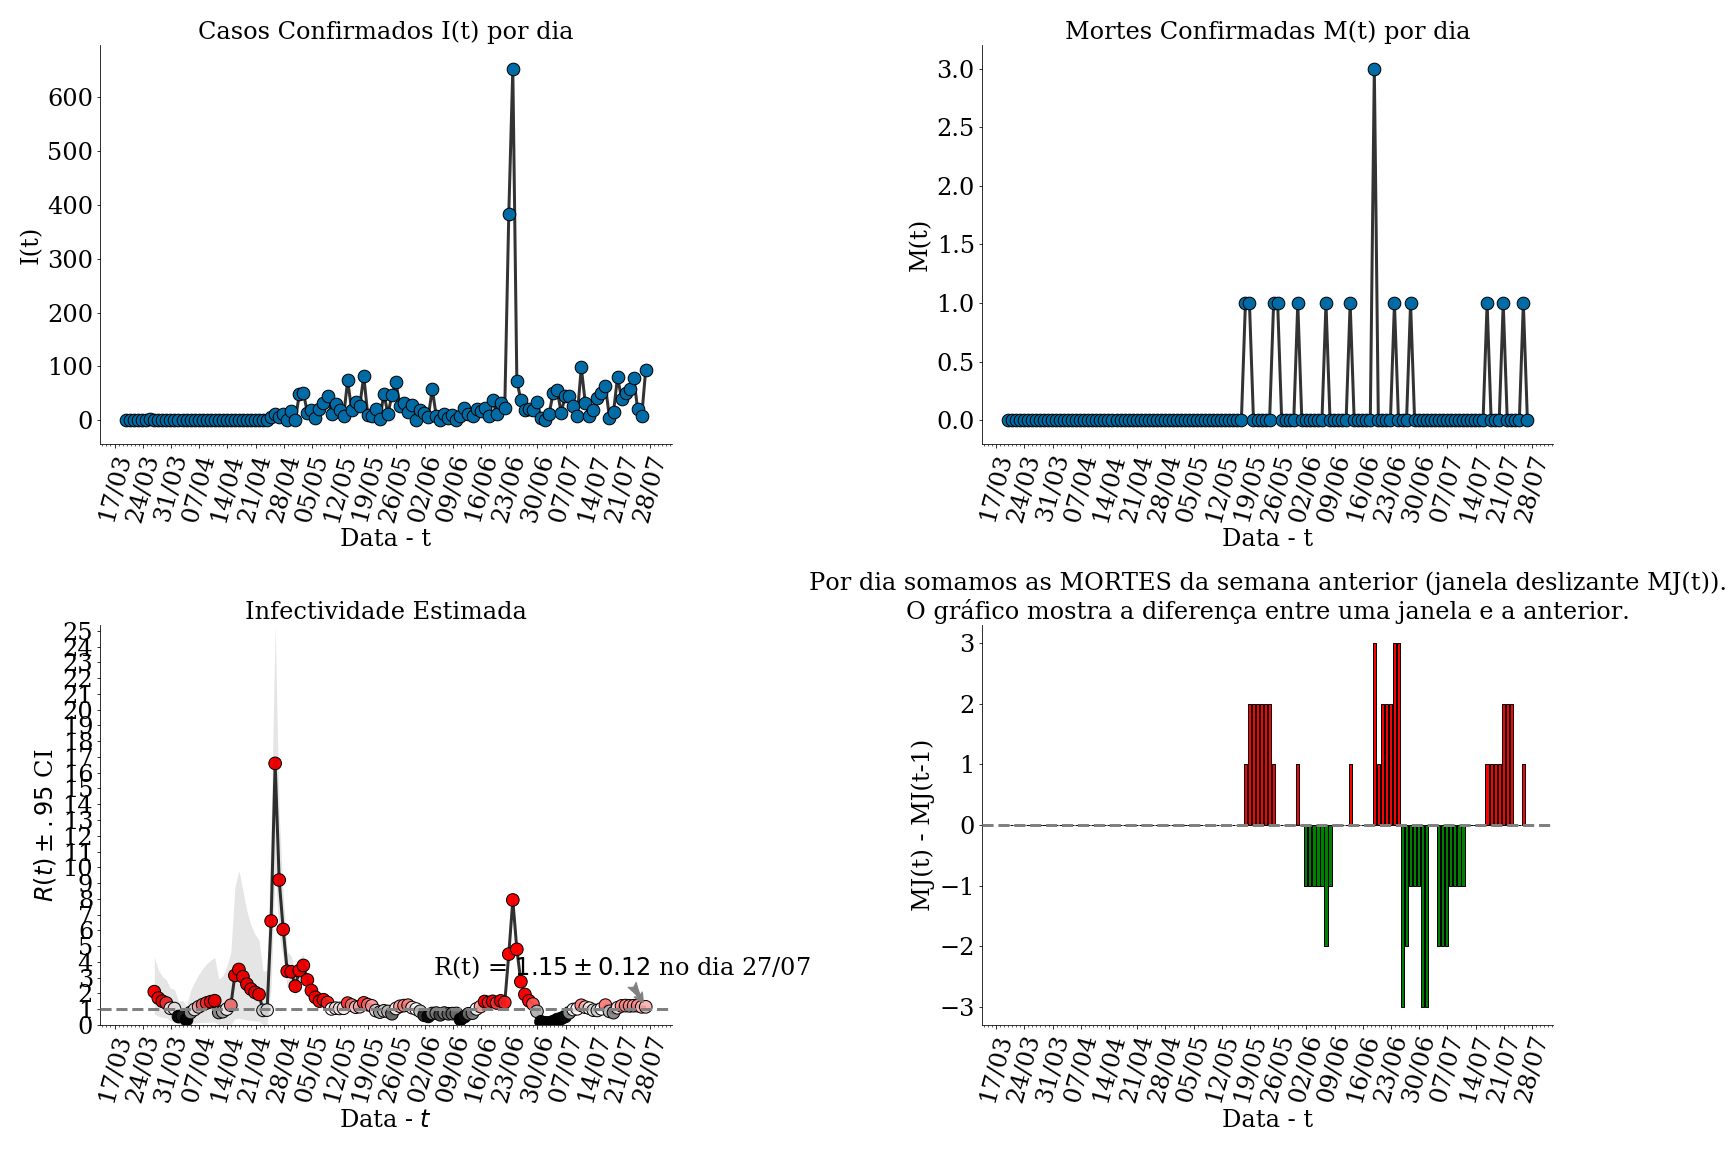 Casos Confirmados I(t) por dia
I(t)
600
500
400
300
200
100
0
17/03 24/03 31/03 07/04 14/04 21/04 28/04 05/05 12/05 19/05 26/05 02/06 09/06 16/06 23/06 30/06 07/07 14/07 21/07 28/07
Data - t
Mortes Confirmadas M(t) por dia
M(t)
3.0
2.5
2.0
1.5
1.0
0.5
0.0
17/03 24/03 31/03 07/04 14/04 21/04 28/04 05/05 12/05 19/05 26/05 02/06 09/06 16/06 23/06 30/06 07/07 14/07 21/07 28/07
Data - t
Infectividade Estimada
R(t) ± .95 CI
25
24
23
22
21
20
19
18
17
16
15
14
13
12
11
10
9
8
7
6
5
4
3
2
1
0
R(t) = 1.15 ± 0.12 no dia 27/07
17/03 24/03 31/03 07/04 14/04 21/04 28/04 05/05 12/05 19/05 26/05 02/06 09/06 16/06 23/06 30/06 07/07 14/07 21/07 28/07
Data - t
Por dia somamos as MORTES da semana anterior (janela deslizante MJ(t)).
O gráfico mostra a diferença entre uma janela e a anterior.
MJ(t) - MJ(t-1)
3
2
1
0
−1
−2
−3
17/03 24/03 31/03 07/04 14/04 21/04 28/04 05/05 12/05 19/05 26/05 02/06 09/06 16/06 23/06 30/06 07/07 14/07 21/07 28/07
Data - t